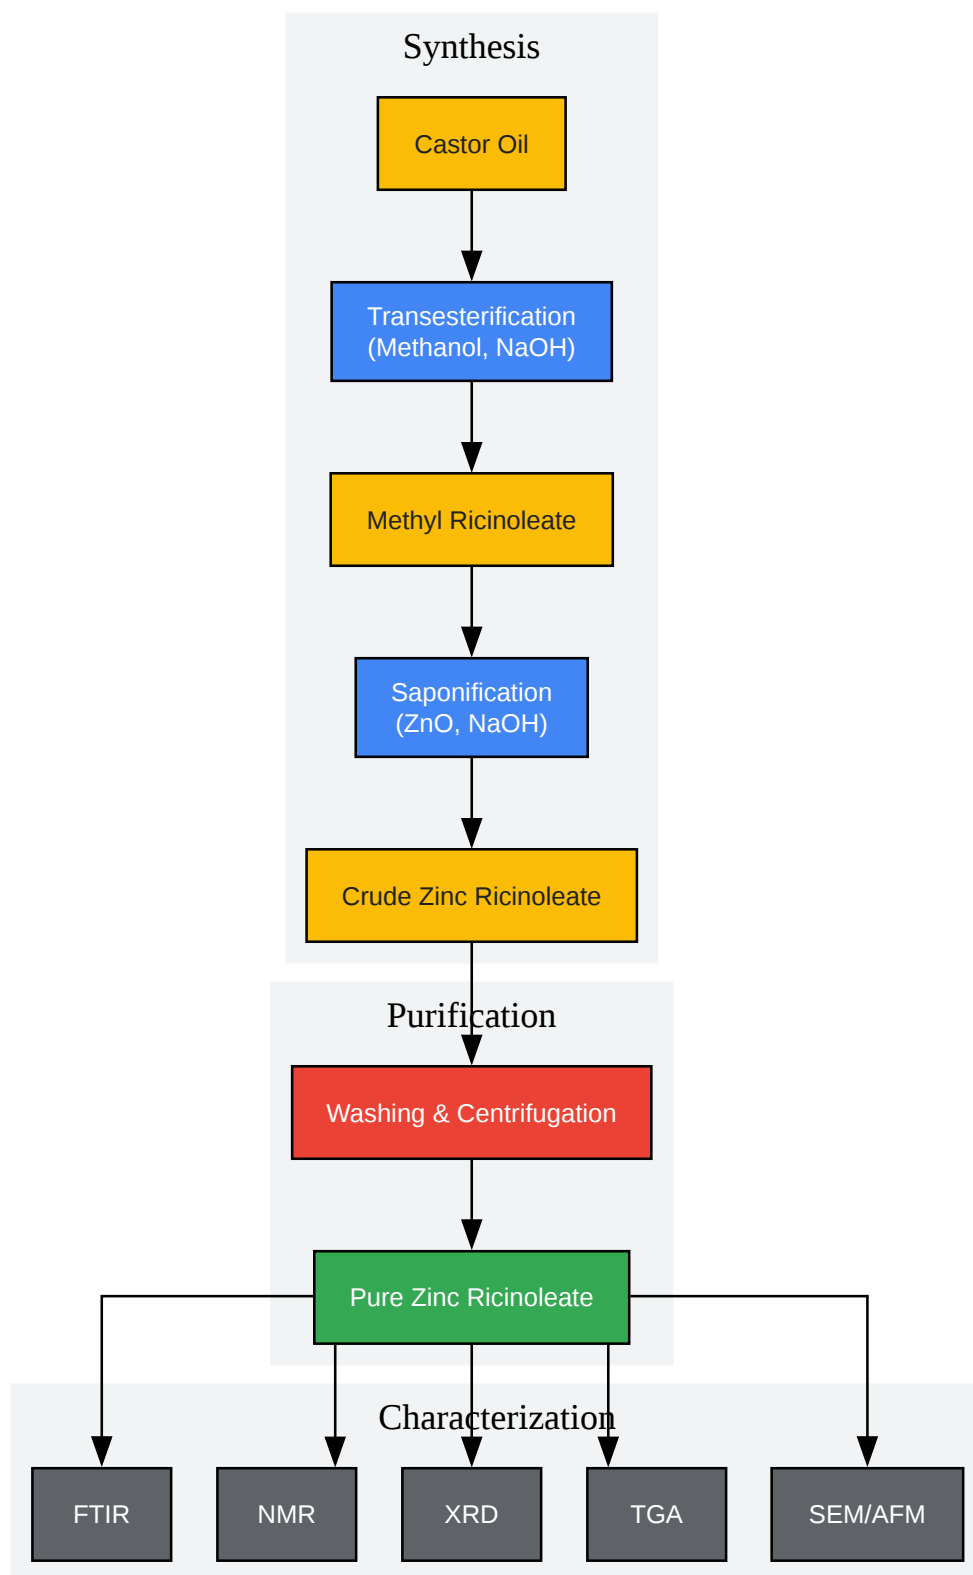 Synthesis
Castor Oil
Transesterification
(Methanol, NaOH)
Methyl Ricinoleate
Saponification
(ZnO, NaOH)
Crude Zinc Ricinoleate
Purification
Washing & Centrifugation
Pure Zinc Ricinoleate
Characterization
FTIR
NMR
XRD
TGA
SEM/AFM